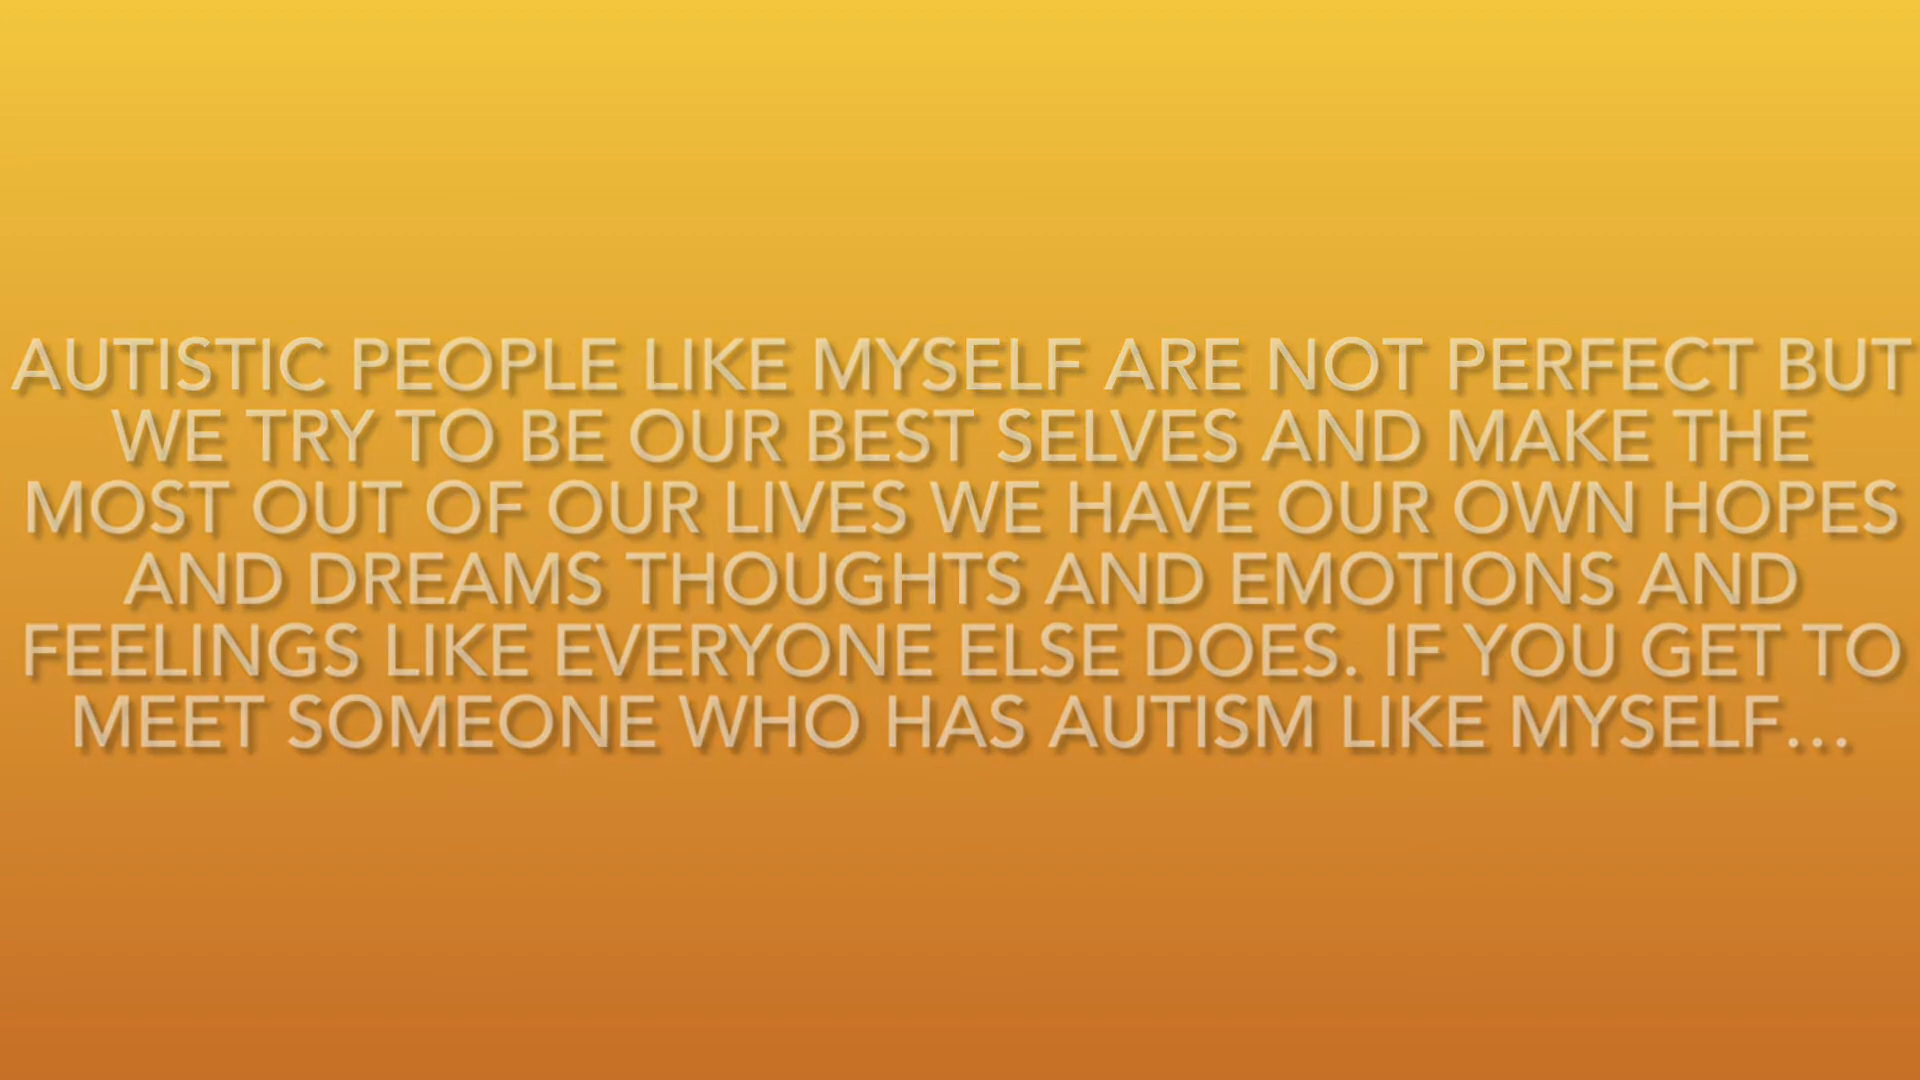 AUTISTIC PEOPLE LIKE MYSELF ARE NOT PERFECT BUT
WE TRY TO BE OUR BEST SELVES AND MAKE THE
MOST OUT OF OUR LIVES WE HAVE OUR OWN HOPES
AND DREAMS THOUGHTS AND EMOTIONS AND
FEELINGS LIKE EVERYONE ELSE DOES. IF YOU GET TO
MEET SOMEONE WHO HAS AUTISM LIKE MYSELF...